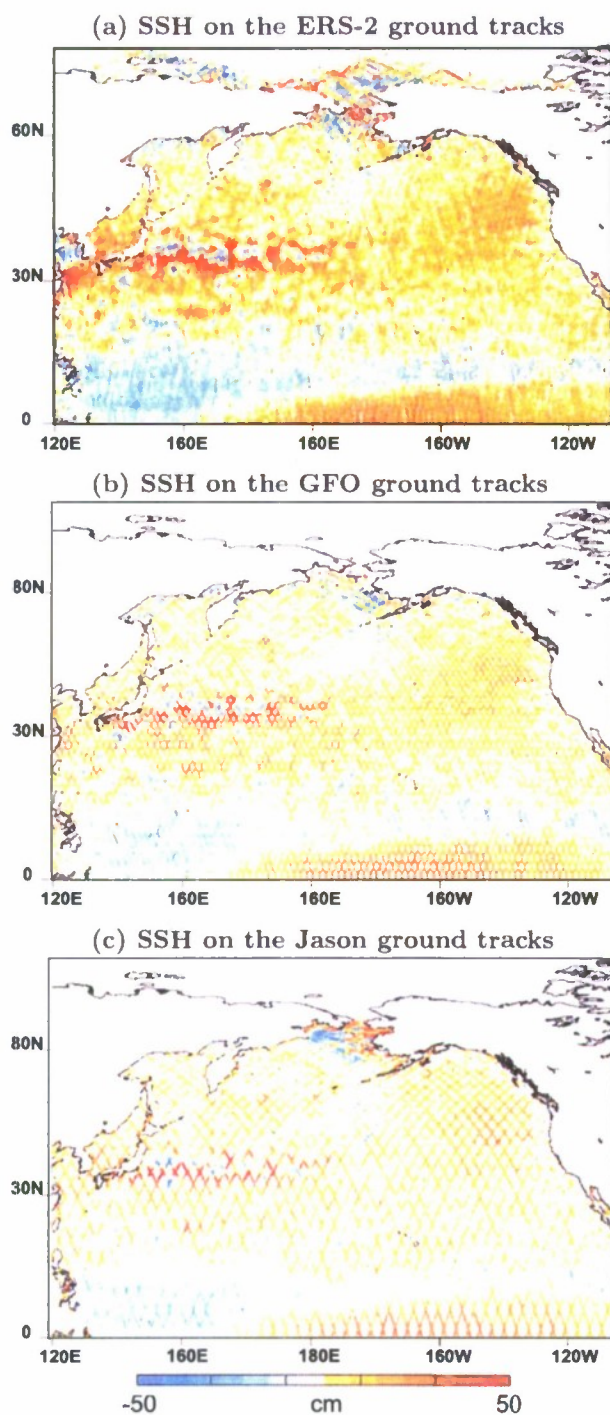 (a) SSH on the ERS-2 ground tracks
60N
30N
0
120E 160E 160E 160W 120W
(b) SSH on the GFO ground tracks
80N
30N
0
120E 160E 160E 160W 120W
(c) SSH on the Jason ground tracks
80N
30N
0
120E 160E 180E 160W 120W
-50 cm 50